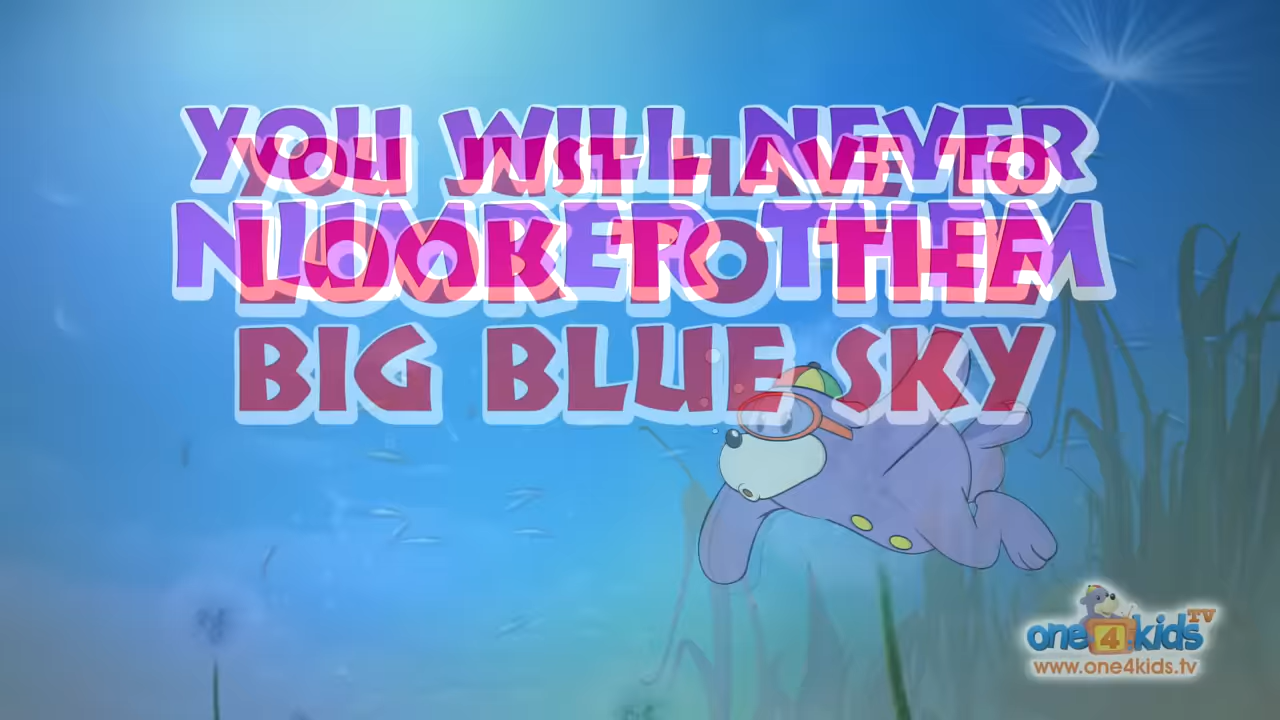 YOU WILL NEVER
NUMBER THEM
YOU JUST HAVE TO
LOOK TO THE
BIG BLUE SKY
one4kids TV
www.one4kids.tv